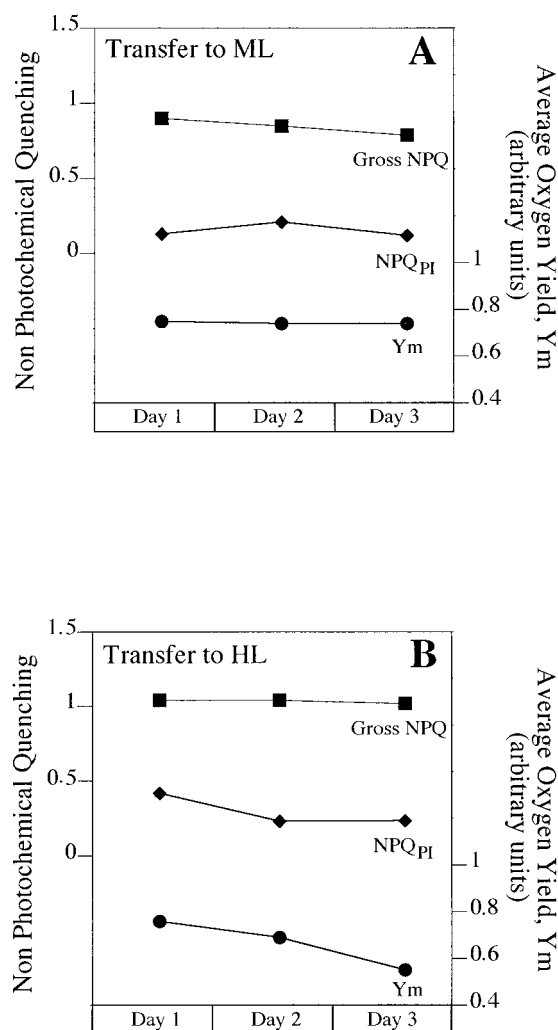 1.5
Transfer to ML
A
1
Gross NPQ
0.5
0
NPQPI
1
0.8
Ym
0.6
0.4
Day 1
Day 2
Day 3
Non Photochemical Quenching
Average Oxygen Yield, Ym
(arbitrary units)
1.5
Transfer to HL
B
1
Gross NPQ
0.5
0
NPQPI
1
0.8
0.6
Ym
0.4
Day 1
Day 2
Day 3
Non Photochemical Quenching
Average Oxygen Yield, Ym
(arbitrary units)